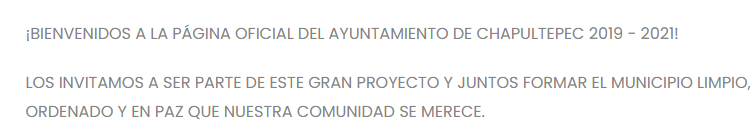 ¡BIENVENIDOS A LA PÁGINA OFICIAL DEL AYUNTAMIENTO DE CHAPULTEPEC 2019 - 2021!
LOS INVITAMOS A SER PARTE DE ESTE GRAN PROYECTO Y JUNTOS FORMAR EL MUNICIPIO LIMPIO,
ORDENADO Y EN PAZ QUE NUESTRA COMUNIDAD SE MERECE.